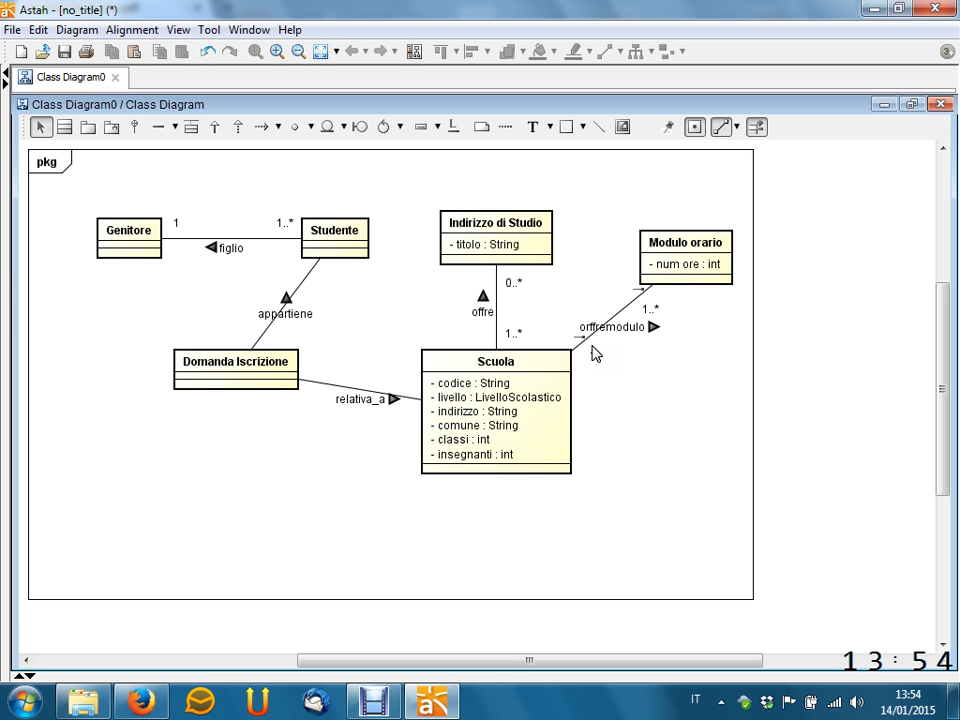 Astah - [no_title] (*)
File Edit Diagram Alignment View Tool Window Help
Class Diagram0
Class Diagram0 / Class Diagram
T
pkg
Genitore
1
1..*
Studente
figlio
Indirizzo di Studio
- titolo : String
Modulo orario
- num ore : int
0..*
offre
1..*
1..*
orffremodulo
appartiene
Domanda Iscrizione
relativa_a
Scuola
- codice : String
- livello : LivelloScolastico
- indirizzo : String
- comune : String
- classi : int
- insegnanti : int
13:54
IT
13:54
14/01/2015